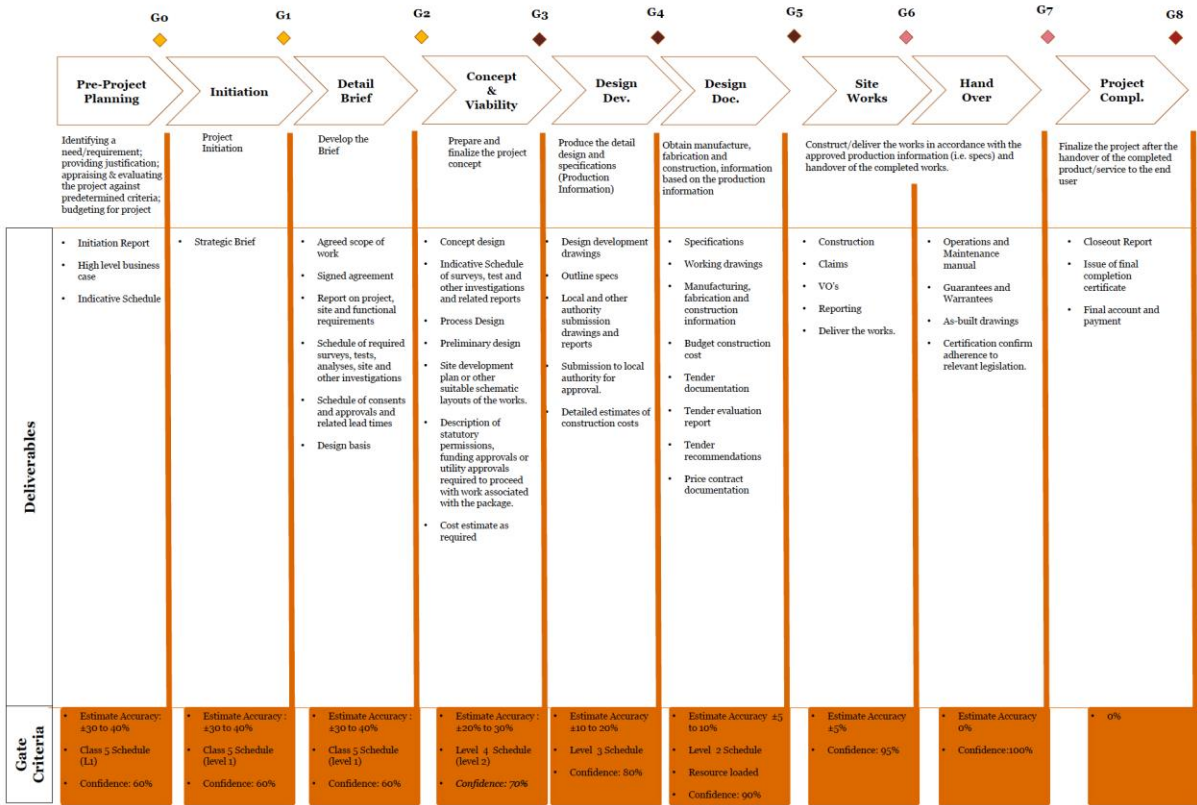 G0
G1
G2
G3
G4
G5
G6
G7
G8
Pre-Project
Planning
Initiation
Detail
Brief
Concept
&
Viability
Design
Dev.
Design
Doc.
Site
Works
Hand
Over
Project
Compl.
Identifying a
need/requirement;
providing justification;
appraising & evaluating
the project against
predetermined criteria;
budgeting for project
Project
Initiation
Develop the
Brief
Prepare and
finalize the project
concept
Produce the detail
design and
specifications
(Production
Information)
Obtain manufacture,
fabrication and
construction, information
based on the production
information
Construct/deliver the works in accordance with the
approved production information (i.e. specs) and
handover of the completed works.
Finalize the project after the
handover of the completed
product/service to the end
user
Deliverables
• Initiation Report
• High level business
case
• Indicative Schedule
• Strategic Brief
• Agreed scope of
work
• Signed agreement
• Report on project,
site and functional
requirements
• Schedule of required
surveys, tests,
analyses, site and
other investigations
• Schedule of consents
and approvals and
related lead times
• Design basis
• Concept design
• Indicative Schedule
of surveys, test and
other investigations
and related reports
• Process Design
• Preliminary design
• Site development
plan or other
suitable schematic
layouts of the works.
• Description of
statutory
permissions,
funding approvals or
utility approvals
required to proceed
with work associated
with the package.
• Cost estimate as
required
• Design development
drawings
• Outline specs
• Local and other
authority
submission
drawings and
reports
• Submission to local
authority for
approval.
• Detailed estimates of
construction costs
• Specifications
• Working drawings
• Manufacturing,
fabrication and
construction
information
• Budget construction
cost
• Tender
documentation
• Tender evaluation
report
• Tender
recommendations
• Price contract
documentation
• Construction
• Claims
• VO's
• Reporting
• Deliver the works.
• Operations and
Maintenance
manual
• Guarantees and
Warrantees
• As-built drawings
• Certification confirm
adherence to
relevant legislation.
• Closeout Report
• Issue of final
completion
certificate
• Final account and
payment
Gate
Criteria
• Estimate Accuracy:
±30 to 40%
• Class 5 Schedule
(L1)
• Confidence: 60%
• Estimate Accuracy :
±30 to 40%
• Class 5 Schedule
(level 1)
• Confidence: 60%
• Estimate Accuracy :
±30 to 40%
• Class 5 Schedule
(level 1)
• Confidence: 60%
• Estimate Accuracy :
±20% to 30%
• Level 4 Schedule
(level 2)
• Confidence: 70%
• Estimate Accuracy
±10 to 20%
• Level 3 Schedule
• Confidence: 80%
• Estimate Accuracy ±5
to 10%
• Level 2 Schedule
• Resource loaded
• Confidence: 90%
• Estimate Accuracy
±5%
• Confidence: 95%
• Estimate Accuracy
0%
• Confidence:100%
• 0%